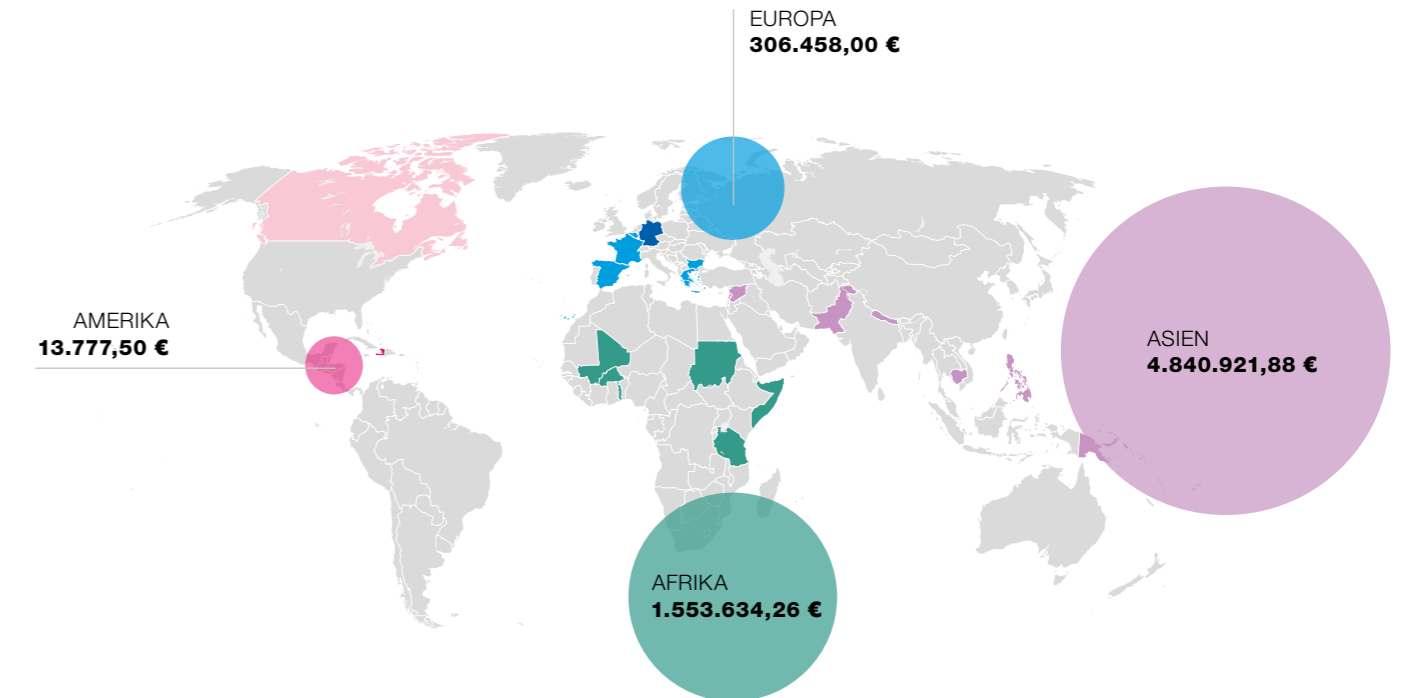 EUROPA
306.458,00 €
AMERIKA
13.777,50 €
ASIEN
4.840.921,88 €
AFRIKA
1.553.634,26 €